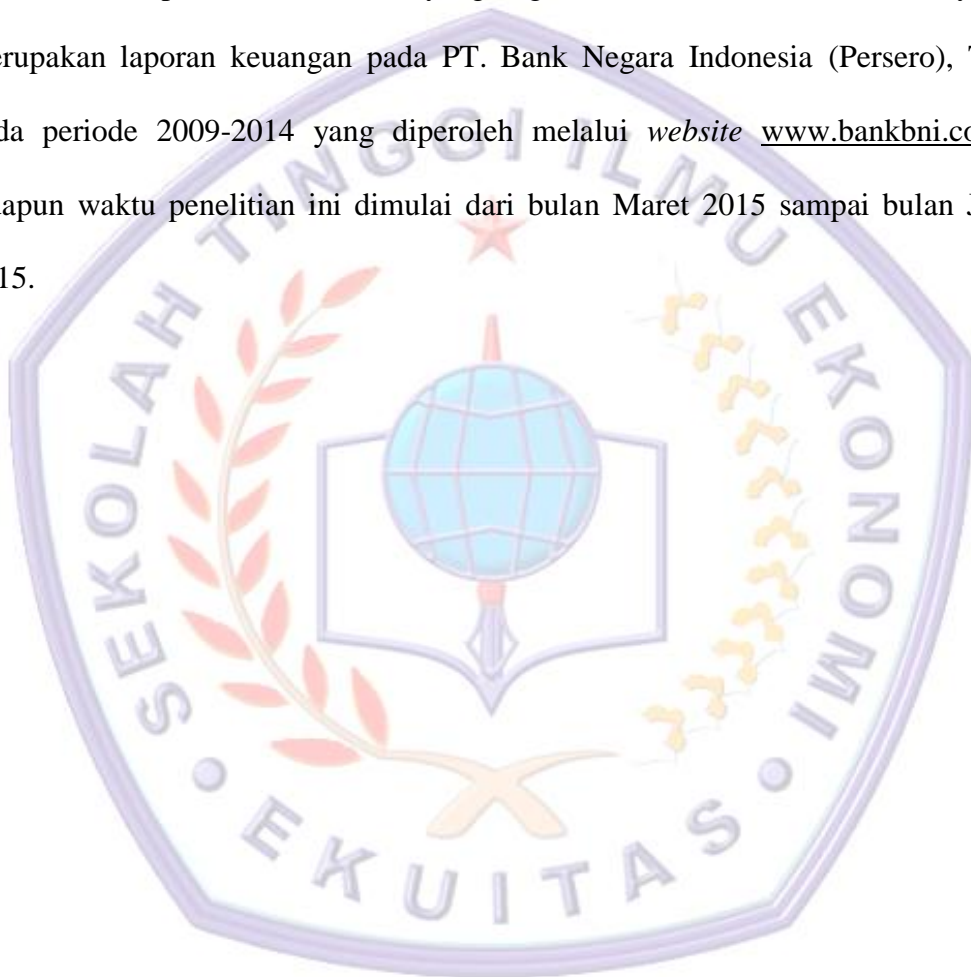 erupakan laporan keuangan pada PT. Bank Negara Indonesia (Persero), T
da periode 2009-2014 yang diperoleh melalui website www.bankbni.co
apun waktu penelitian ini dimulai dari bulan Maret 2015 sampai bulan J
15.
SEKOLAH TINGGI ILMU EKONOMI
• EKUITAS •